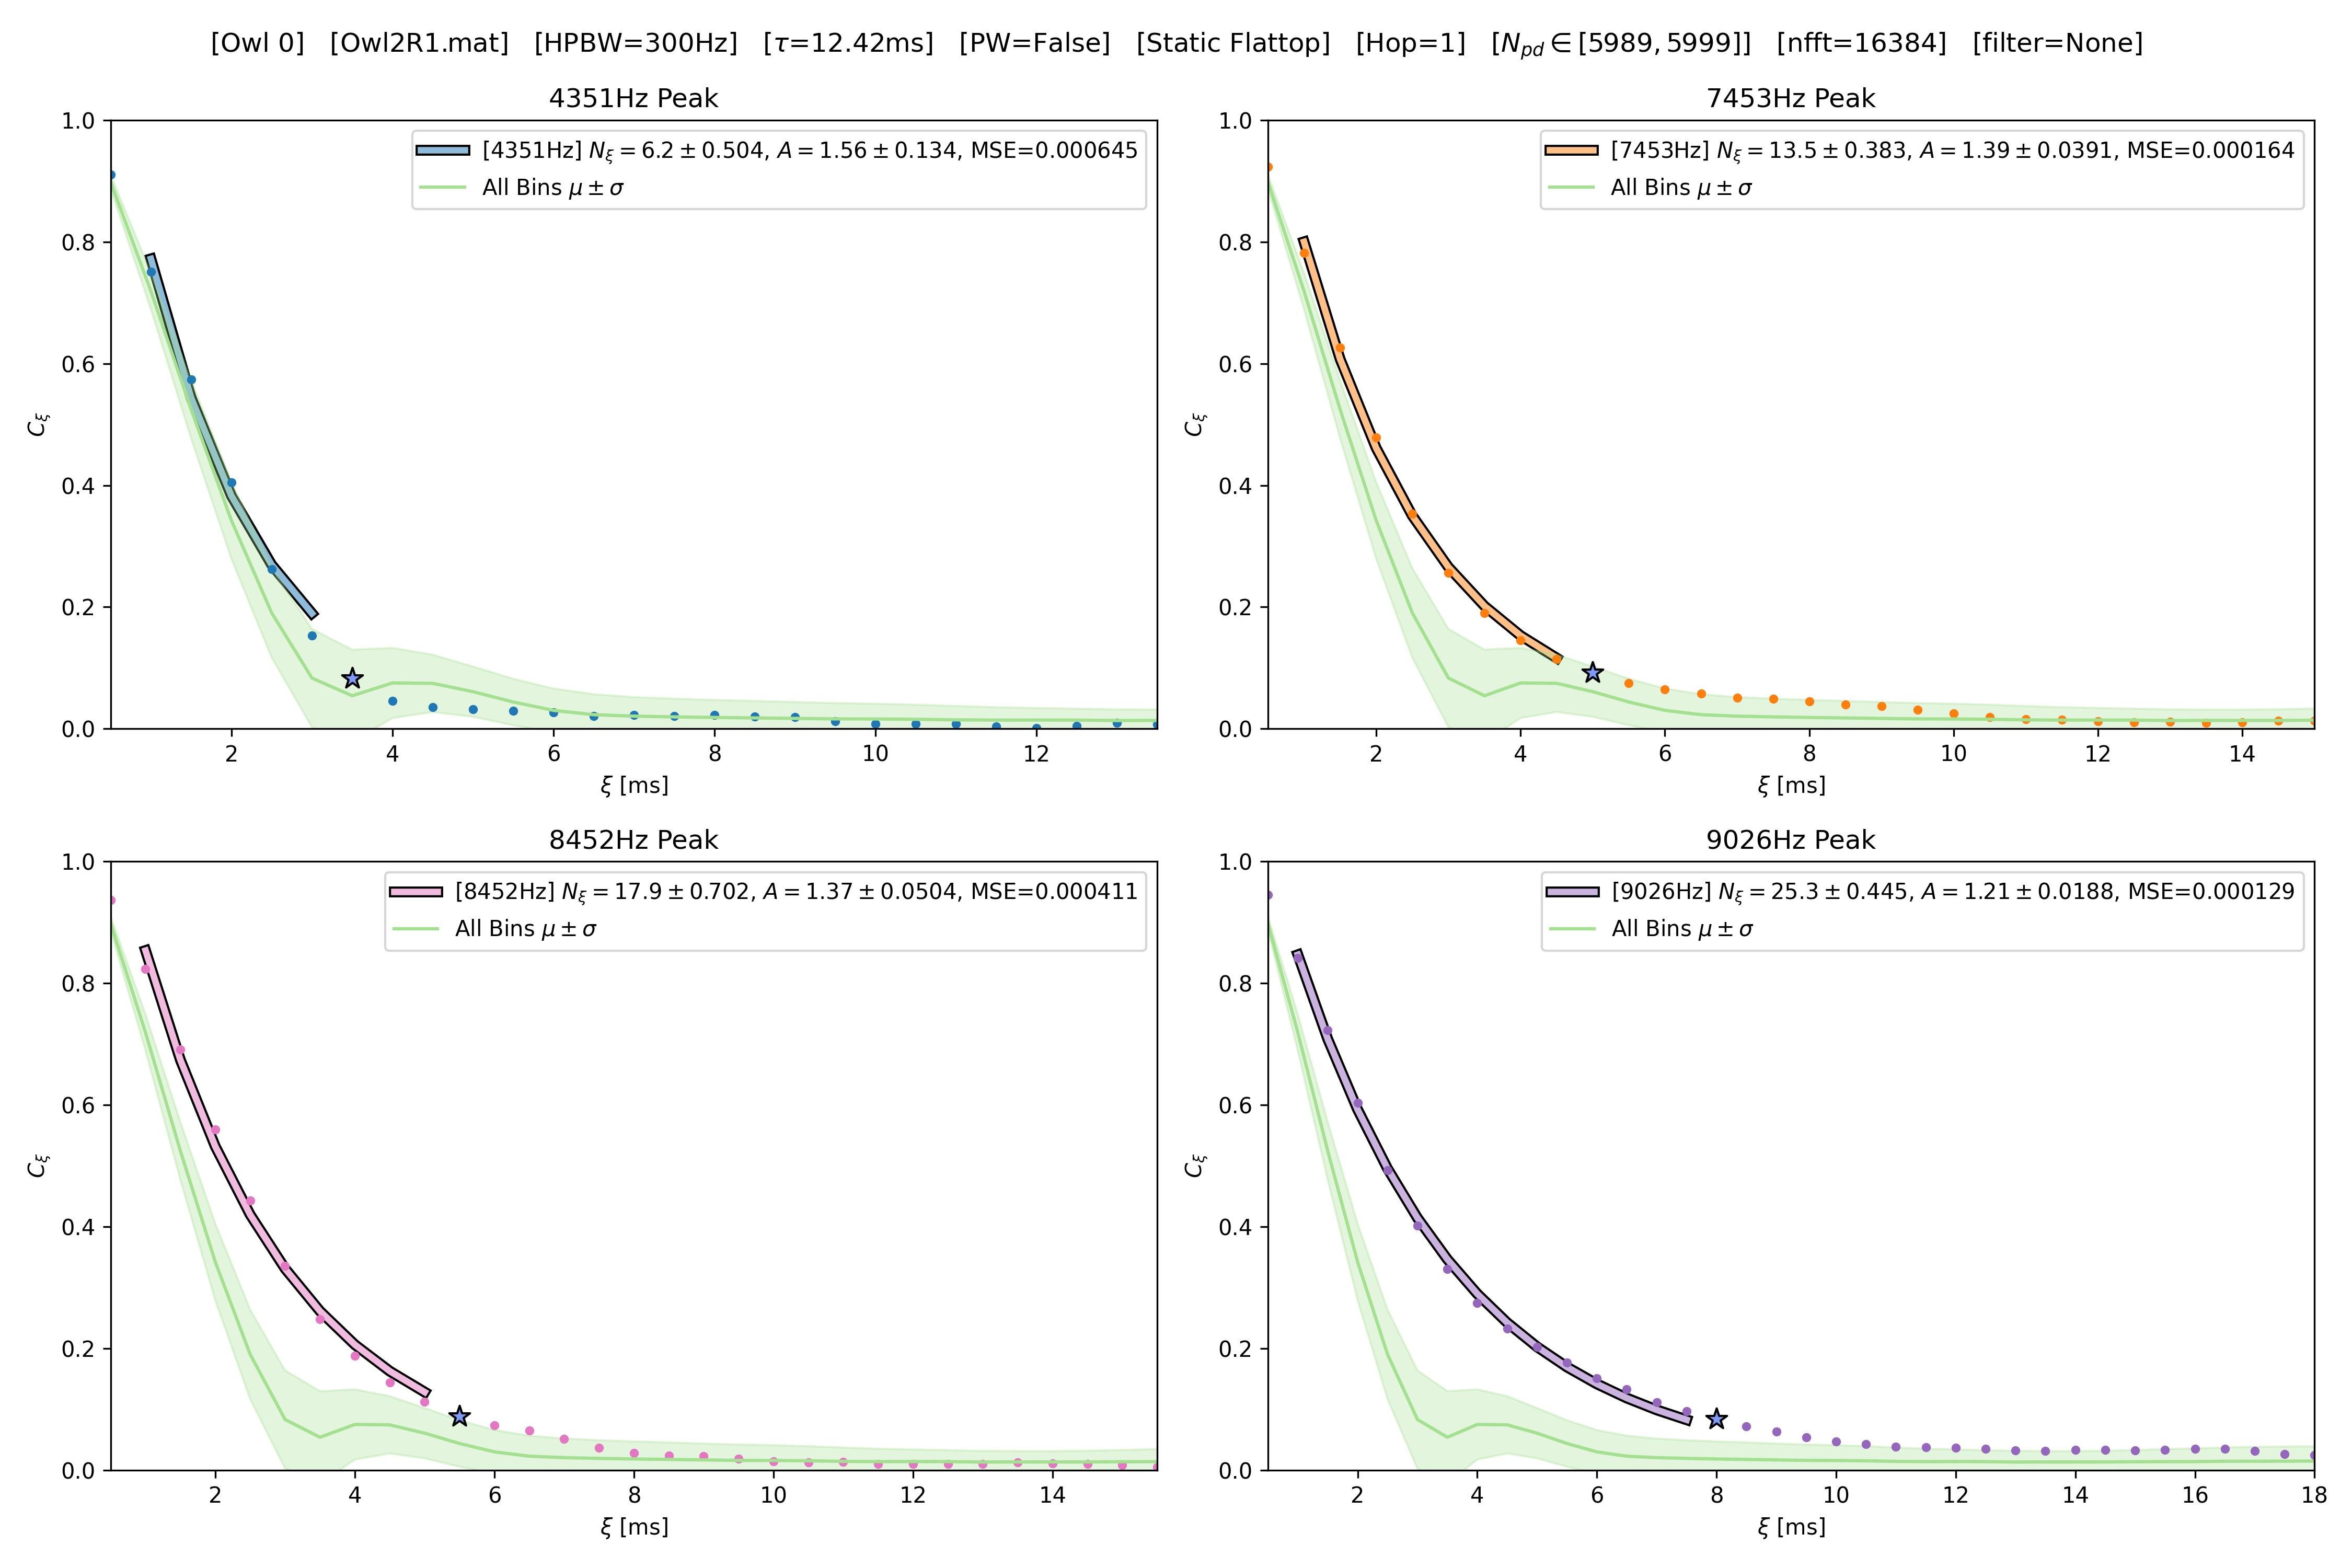 [Owl 0] [Owl2R1.mat] [HPBW=300Hz] [τ=12.42ms] [PW=False] [Static Flattop] [Hop=1] [N_pd ∈ [5989, 5999]] [nfft=16384] [filter=None]
4351Hz Peak
[4351Hz] N_ξ = 6.2 ± 0.504, A = 1.56 ± 0.134, MSE=0.000645
All Bins μ ± σ
1.0
0.8
0.6
0.4
0.2
0.0
C_ξ
2 4 6 8 10 12
ξ [ms]
7453Hz Peak
[7453Hz] N_ξ = 13.5 ± 0.383, A = 1.39 ± 0.0391, MSE=0.000164
All Bins μ ± σ
1.0
0.8
0.6
0.4
0.2
0.0
C_ξ
2 4 6 8 10 12 14
ξ [ms]
8452Hz Peak
[8452Hz] N_ξ = 17.9 ± 0.702, A = 1.37 ± 0.0504, MSE=0.000411
All Bins μ ± σ
1.0
0.8
0.6
0.4
0.2
0.0
C_ξ
2 4 6 8 10 12 14
ξ [ms]
9026Hz Peak
[9026Hz] N_ξ = 25.3 ± 0.445, A = 1.21 ± 0.0188, MSE=0.000129
All Bins μ ± σ
1.0
0.8
0.6
0.4
0.2
0.0
C_ξ
2 4 6 8 10 12 14 16 18
ξ [ms]